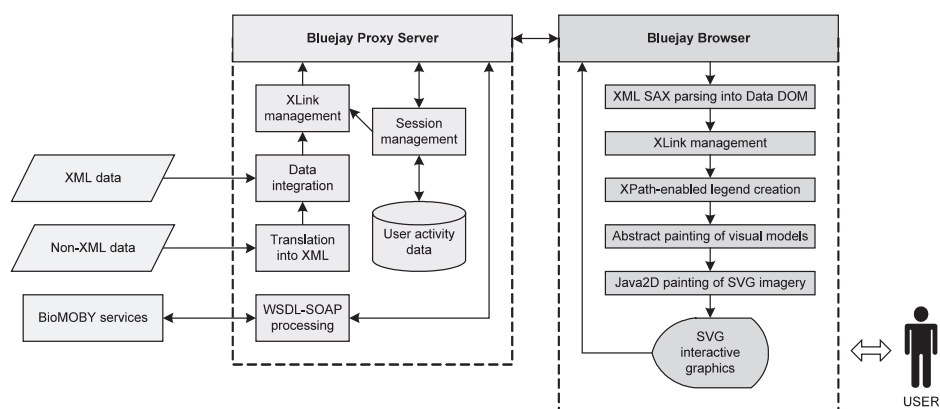 Bluejay Proxy Server
Bluejay Browser
XLink
management
Session
management
XML data
Data
integration
Non-XML data
Translation
into XML
User activity
data
BioMOBY services
WSDL-SOAP
processing
XML SAX parsing into Data DOM
XLink management
XPath-enabled legend creation
Abstract painting of visual models
Java2D painting of SVG imagery
SVG
interactive
graphics
USER